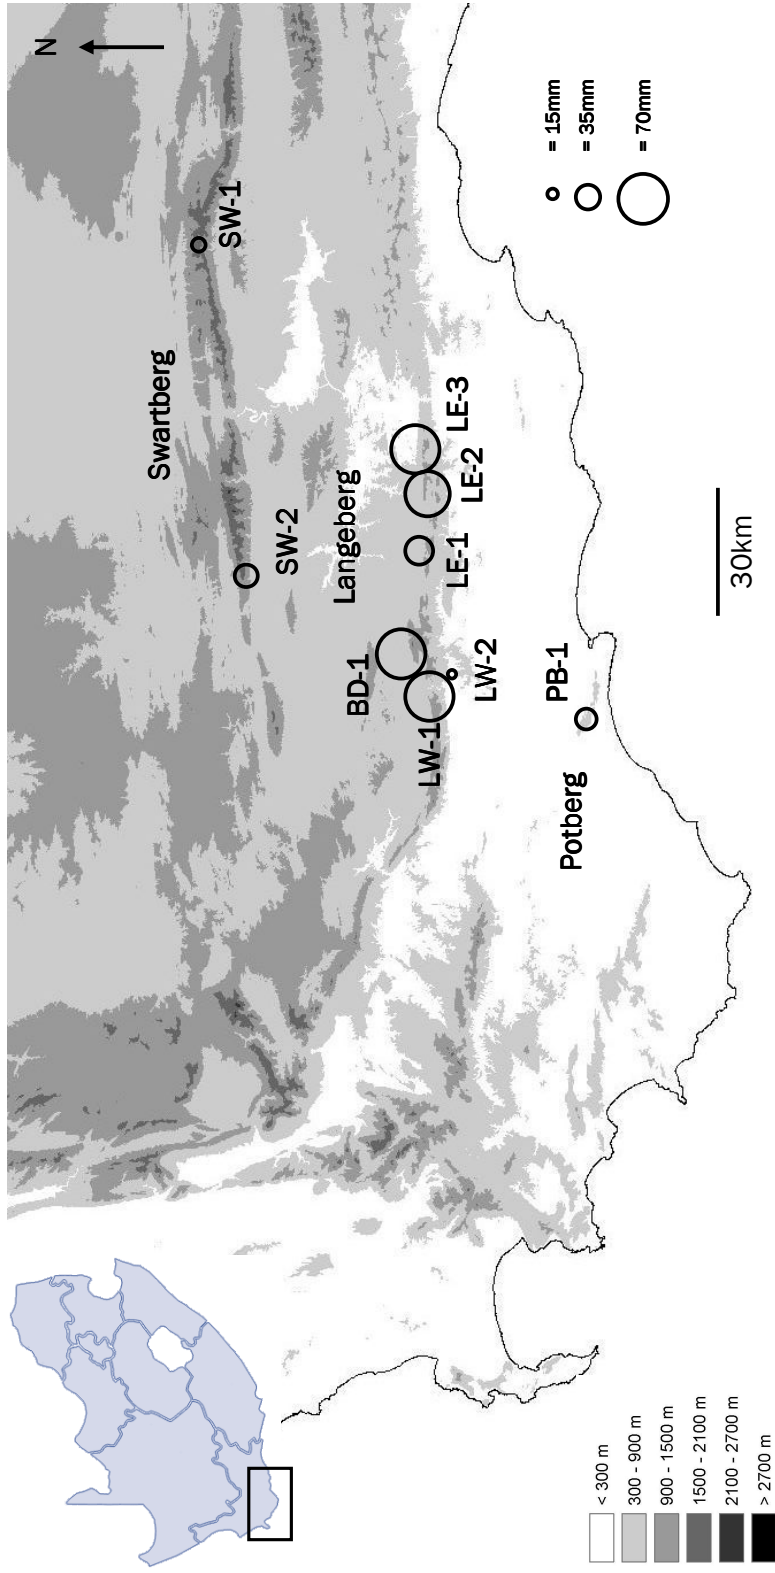 N
Swartberg
SW-1
SW-2
Langeberg
LE-3
LE-2
LE-1
BD-1
LW-2
LW-1
PB-1
Potberg
= 15mm
= 35mm
= 70mm
30km
< 300 m
300 - 900 m
900 - 1500 m
1500 - 2100 m
2100 - 2700 m
> 2700 m